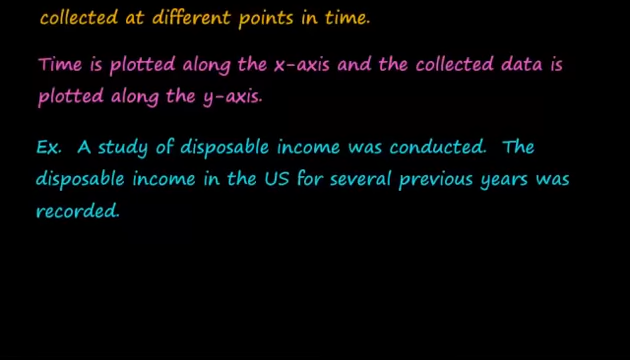 collected at different points in time.
Time is plotted along the x-axis and the collected data is
plotted along the y-axis.
Ex. A study of disposable income was conducted. The
disposable income in the US for several previous years was
recorded.